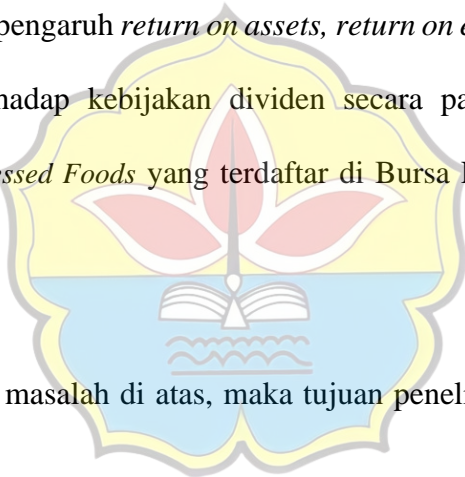 pengaruh return on assets, return on e
hadap kebijakan dividen secara pa
essed Foods yang terdaftar di Bursa
masalah di atas, maka tujuan penel